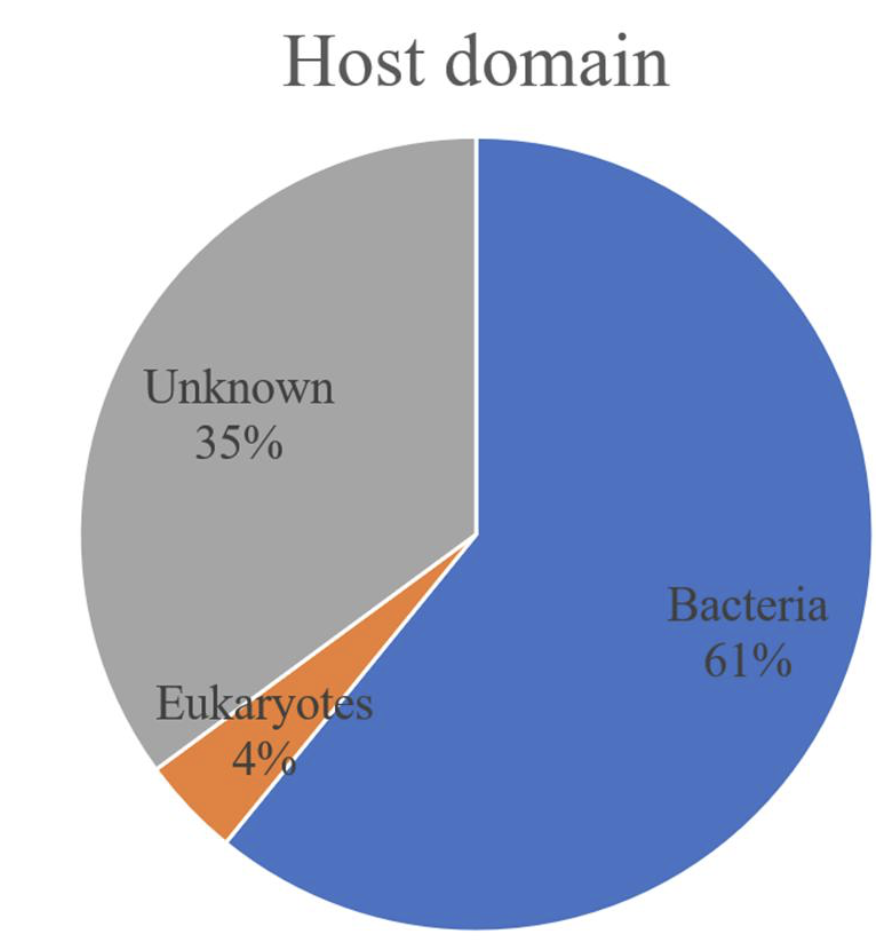 Host domain
Unknown
35%
Bacteria
61%
Eukaryotes
4%